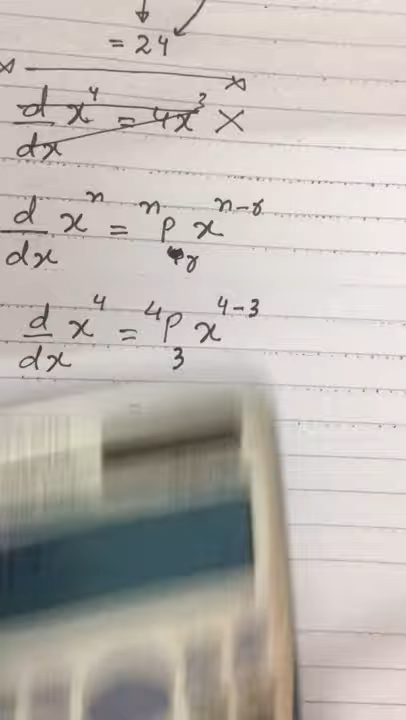 = 24
d/dx x⁴ = 4x³ ×
d/dx xⁿ = ⁿPᵣ xⁿ⁻ʳ
d/dx x⁴ = ⁴P₃ x⁴⁻³